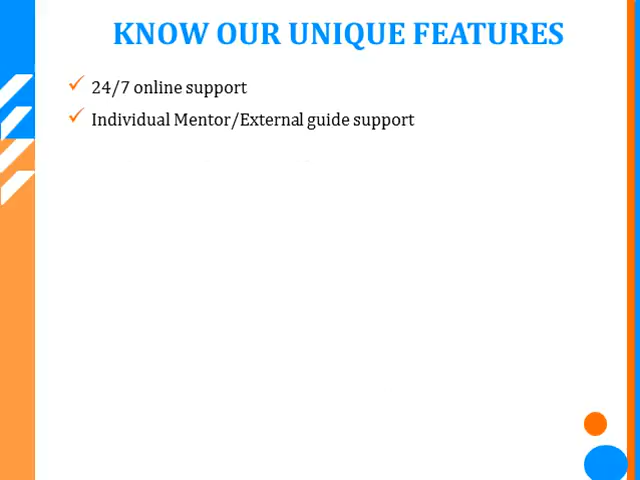 KNOW OUR UNIQUE FEATURES
24/7 online support
Individual Mentor/External guide support